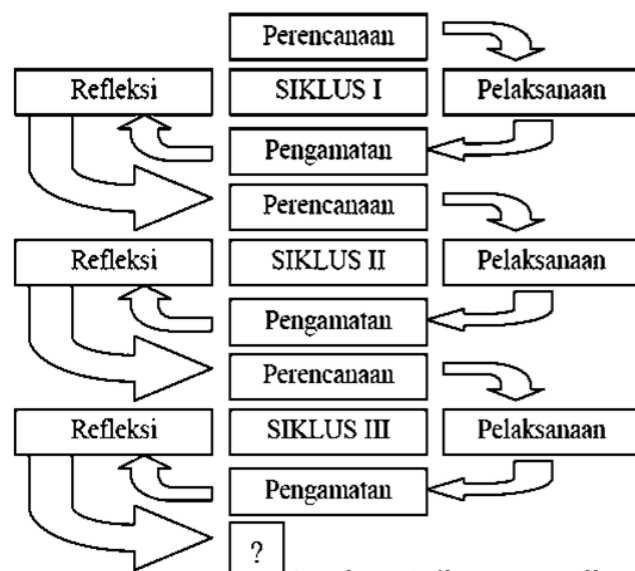 Perencanaan
Refleksi SIKLUS I Pelaksanaan
Pengamatan
Perencanaan
Refleksi SIKLUS II Pelaksanaan
Pengamatan
Perencanaan
Refleksi SIKLUS III Pelaksanaan
Pengamatan
?